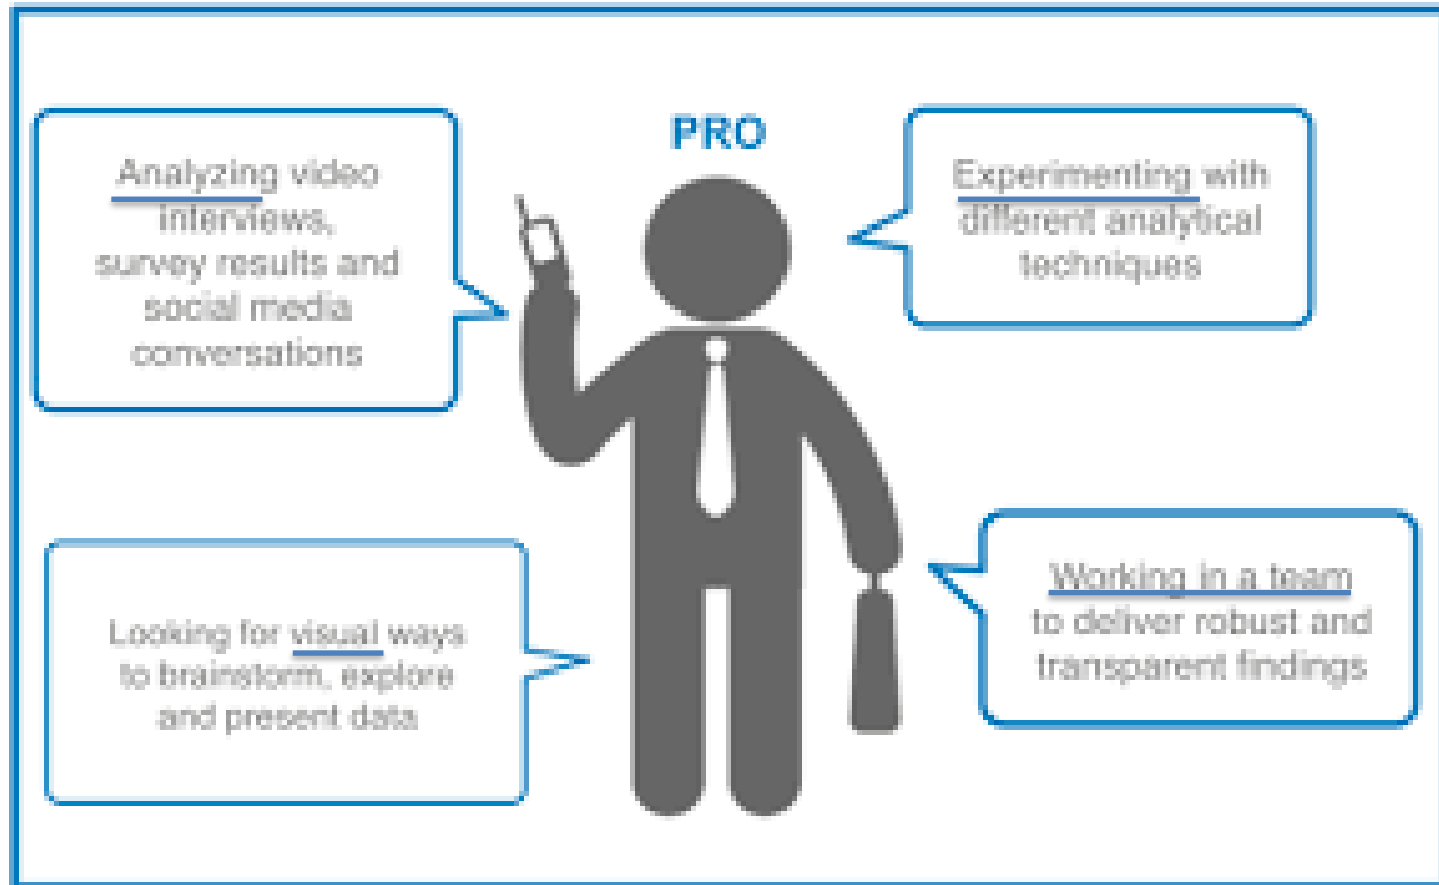 PRO
Analyzing video
interviews,
survey results and
social media
conversations
Experimenting with
different analytical
techniques
Looking for visual ways
to brainstorm, explore
and present data
Working in a team
to deliver robust and
transparent findings